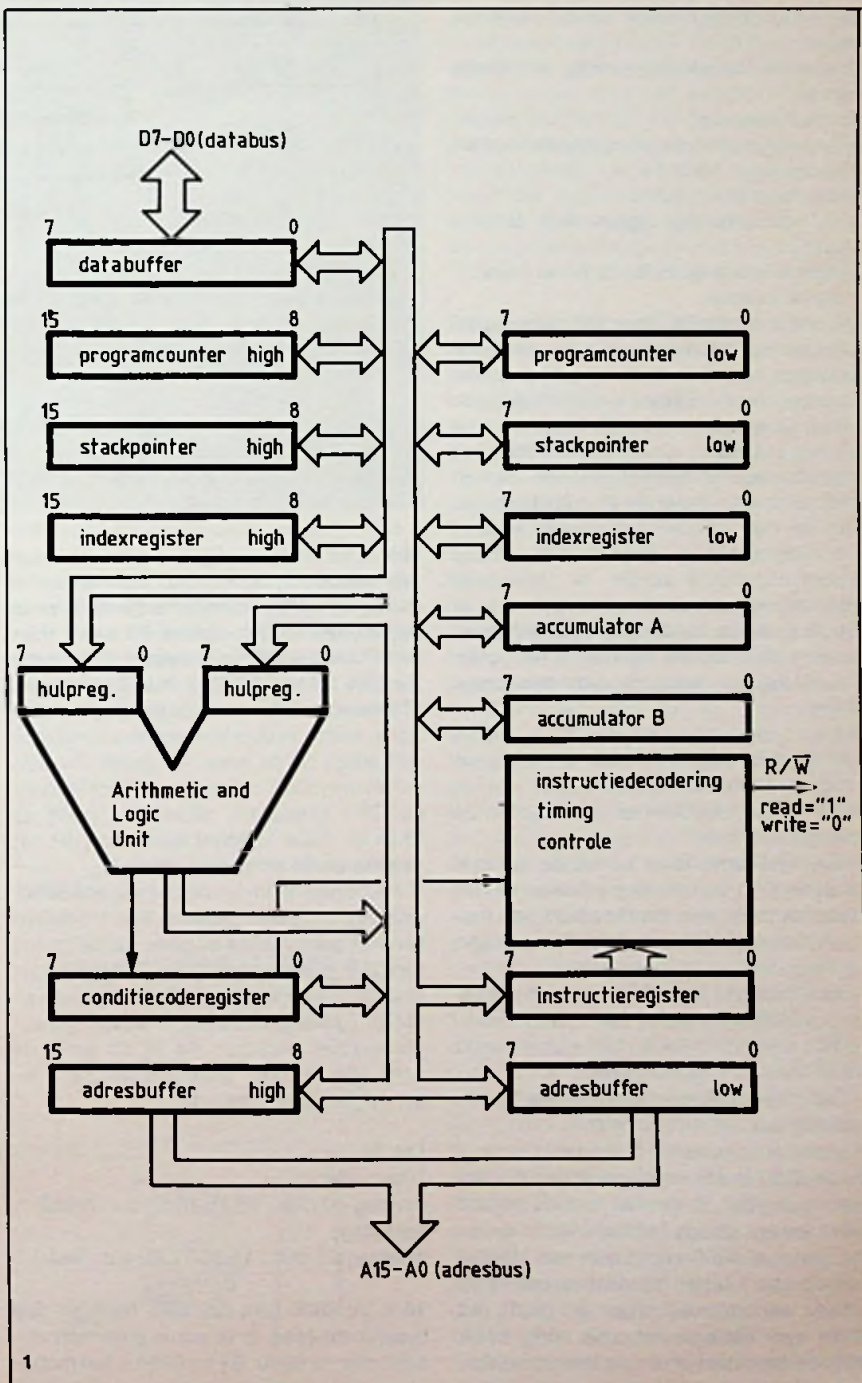 D7-D0(databus)
7 0
databuffer
15 8
programcounter high
7 0
programcounter low
15 8
stackpointer high
7 0
stackpointer low
15 8
indexregister high
7 0
indexregister low
7 0
accumulator A
7 0 7 0
hulpreg. hulpreg.
7 0
accumulator B
Arithmetic and
Logic
Unit
instructiedecodering
timing
controle
R/W̅
read="1"
write="0"
7 0
conditiecoderegister
7 0
instructieregister
15 8
adresbuffer high
7 0
adresbuffer low
A15-A0 (adresbus)
1